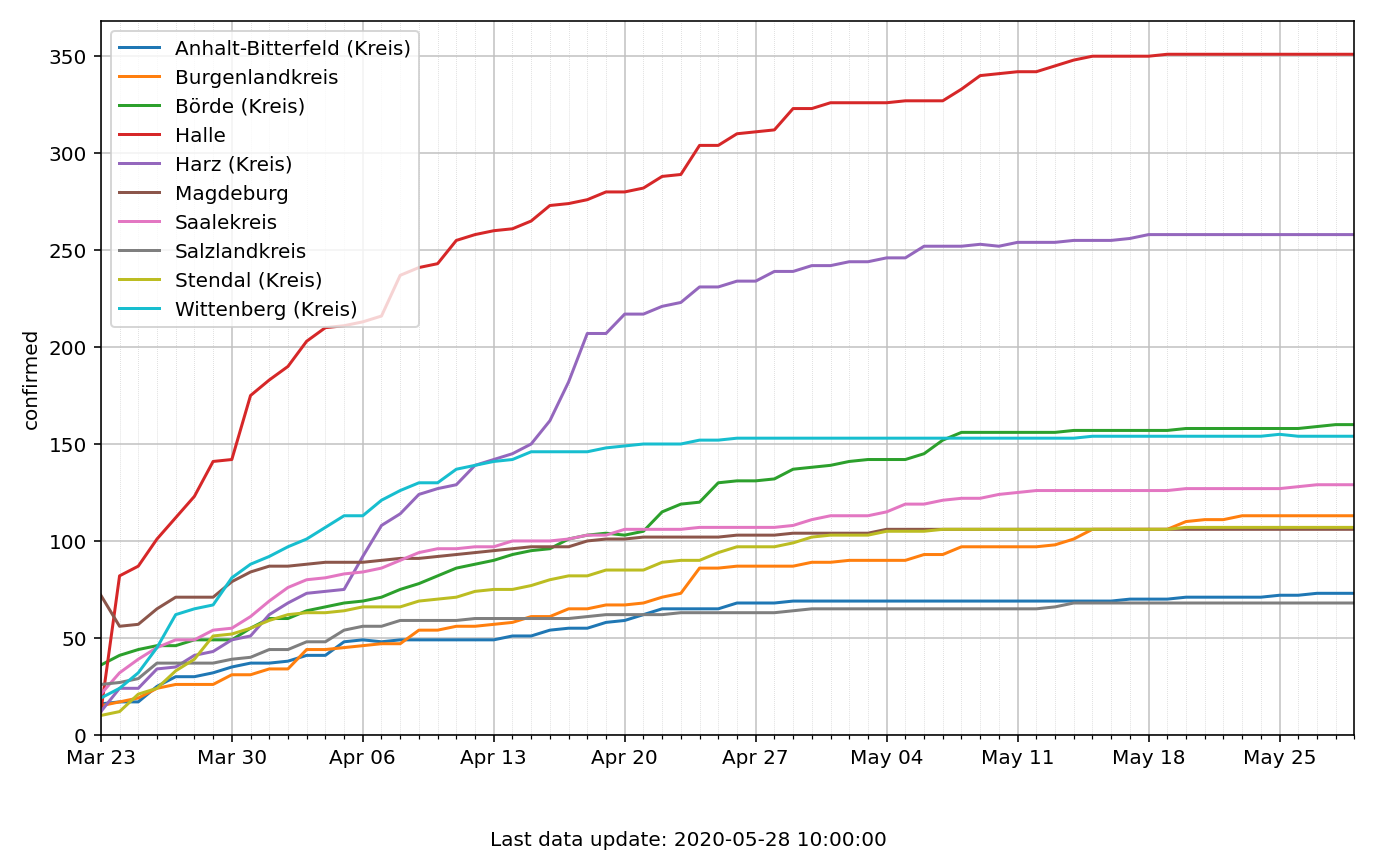 350
300
250
200
150
100
50
0
confirmed
Anhalt-Bitterfeld (Kreis)
Burgenlandkreis
Börde (Kreis)
Halle
Harz (Kreis)
Magdeburg
Saalekreis
Salzlandkreis
Stendal (Kreis)
Wittenberg (Kreis)
Mar 23 Mar 30 Apr 06 Apr 13 Apr 20 Apr 27 May 04 May 11 May 18 May 25
Last data update: 2020-05-28 10:00:00